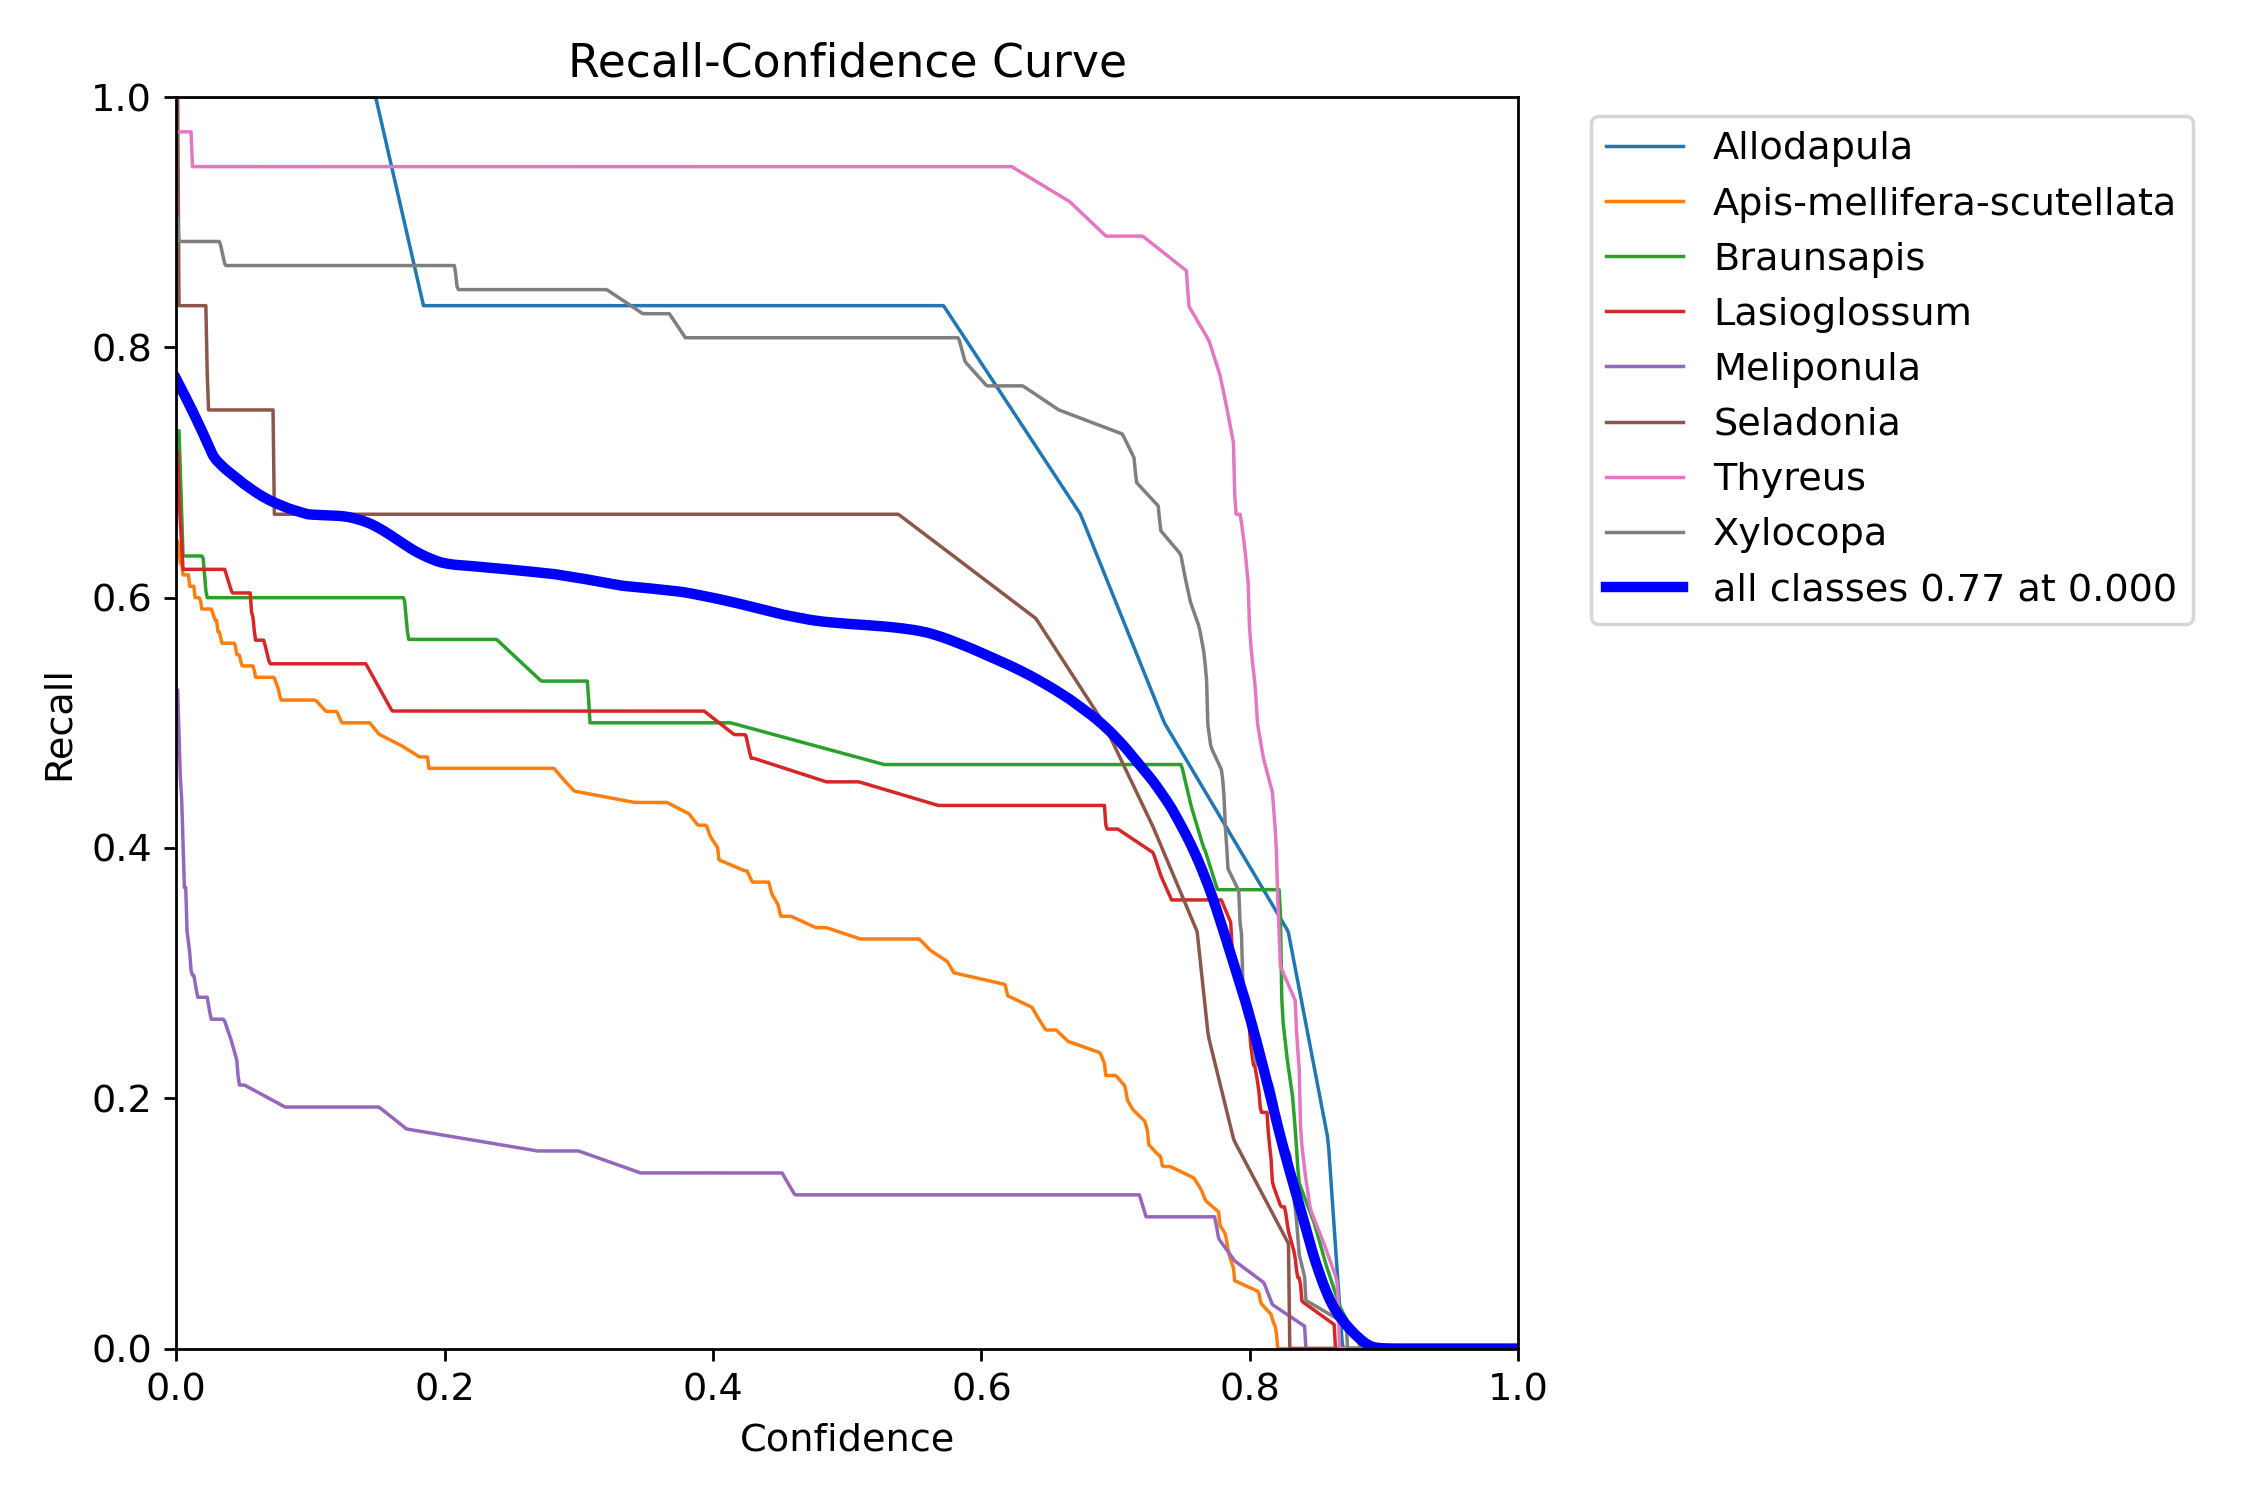 Recall-Confidence Curve
1.0
0.8
0.6
0.4
0.2
0.0
Recall
0.0 0.2 0.4 0.6 0.8 1.0
Confidence
Allodapula
Apis-mellifera-scutellata
Braunsapis
Lasioglossum
Meliponula
Seladonia
Thyreus
Xylocopa
all classes 0.77 at 0.000